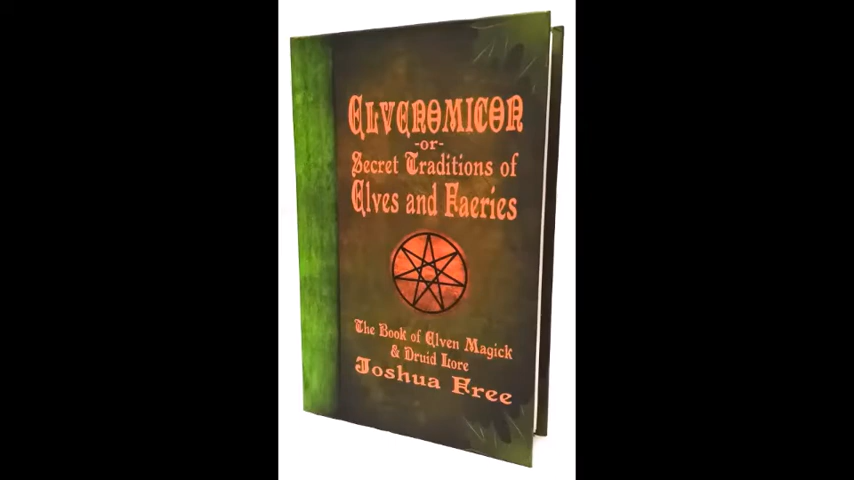 Elvenomicon
-or-
Secret Traditions of
Elves and Faeries
The Book of Elven Magick
& Druid Lore
Joshua Free